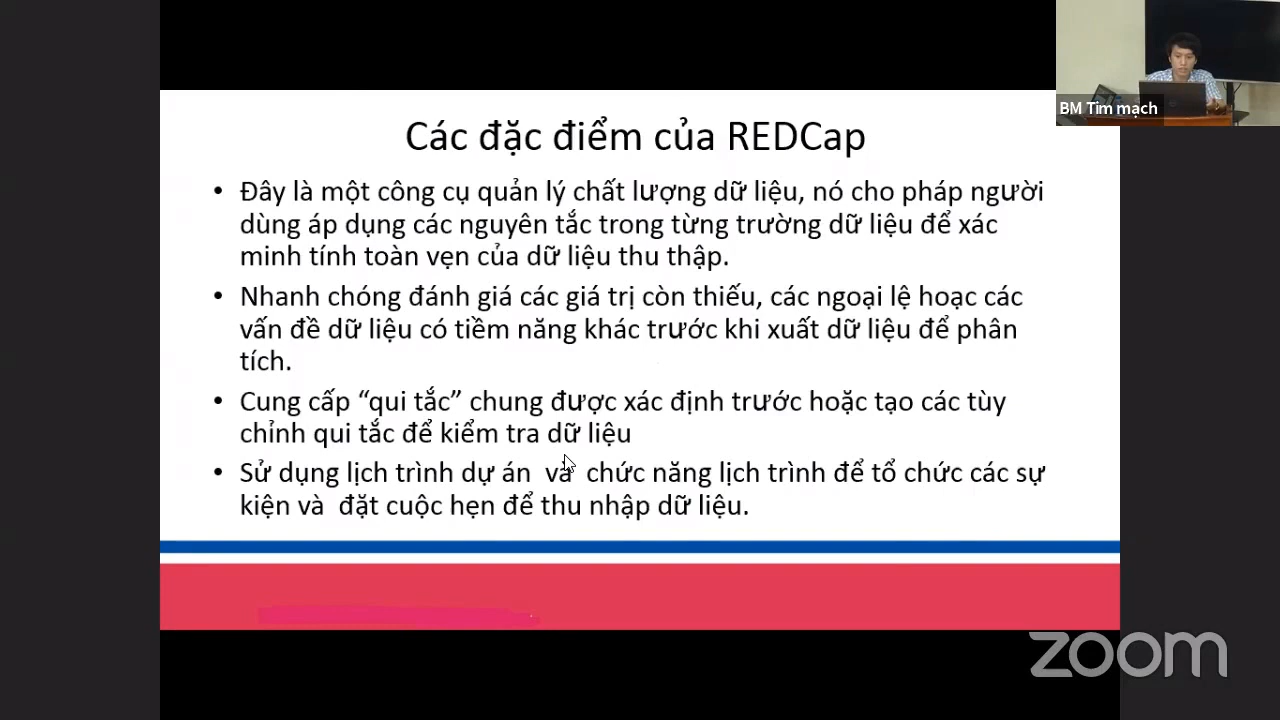 BM Tim mạch
Các đặc điểm của REDCap
• Đây là một công cụ quản lý chất lượng dữ liệu, nó cho pháp người
dùng áp dụng các nguyên tắc trong từng trường dữ liệu để xác
minh tính toàn vẹn của dữ liệu thu thập.
• Nhanh chóng đánh giá các giá trị còn thiếu, các ngoại lệ hoạc các
vấn đề dữ liệu có tiềm năng khác trước khi xuất dữ liệu để phân
tích.
• Cung cấp “qui tắc” chung được xác định trước hoặc tạo các tùy
chỉnh qui tắc để kiểm tra dữ liệu
• Sử dụng lịch trình dự án và chức năng lịch trình để tổ chức các sự
kiện và đặt cuộc hẹn để thu nhập dữ liệu.
zoom